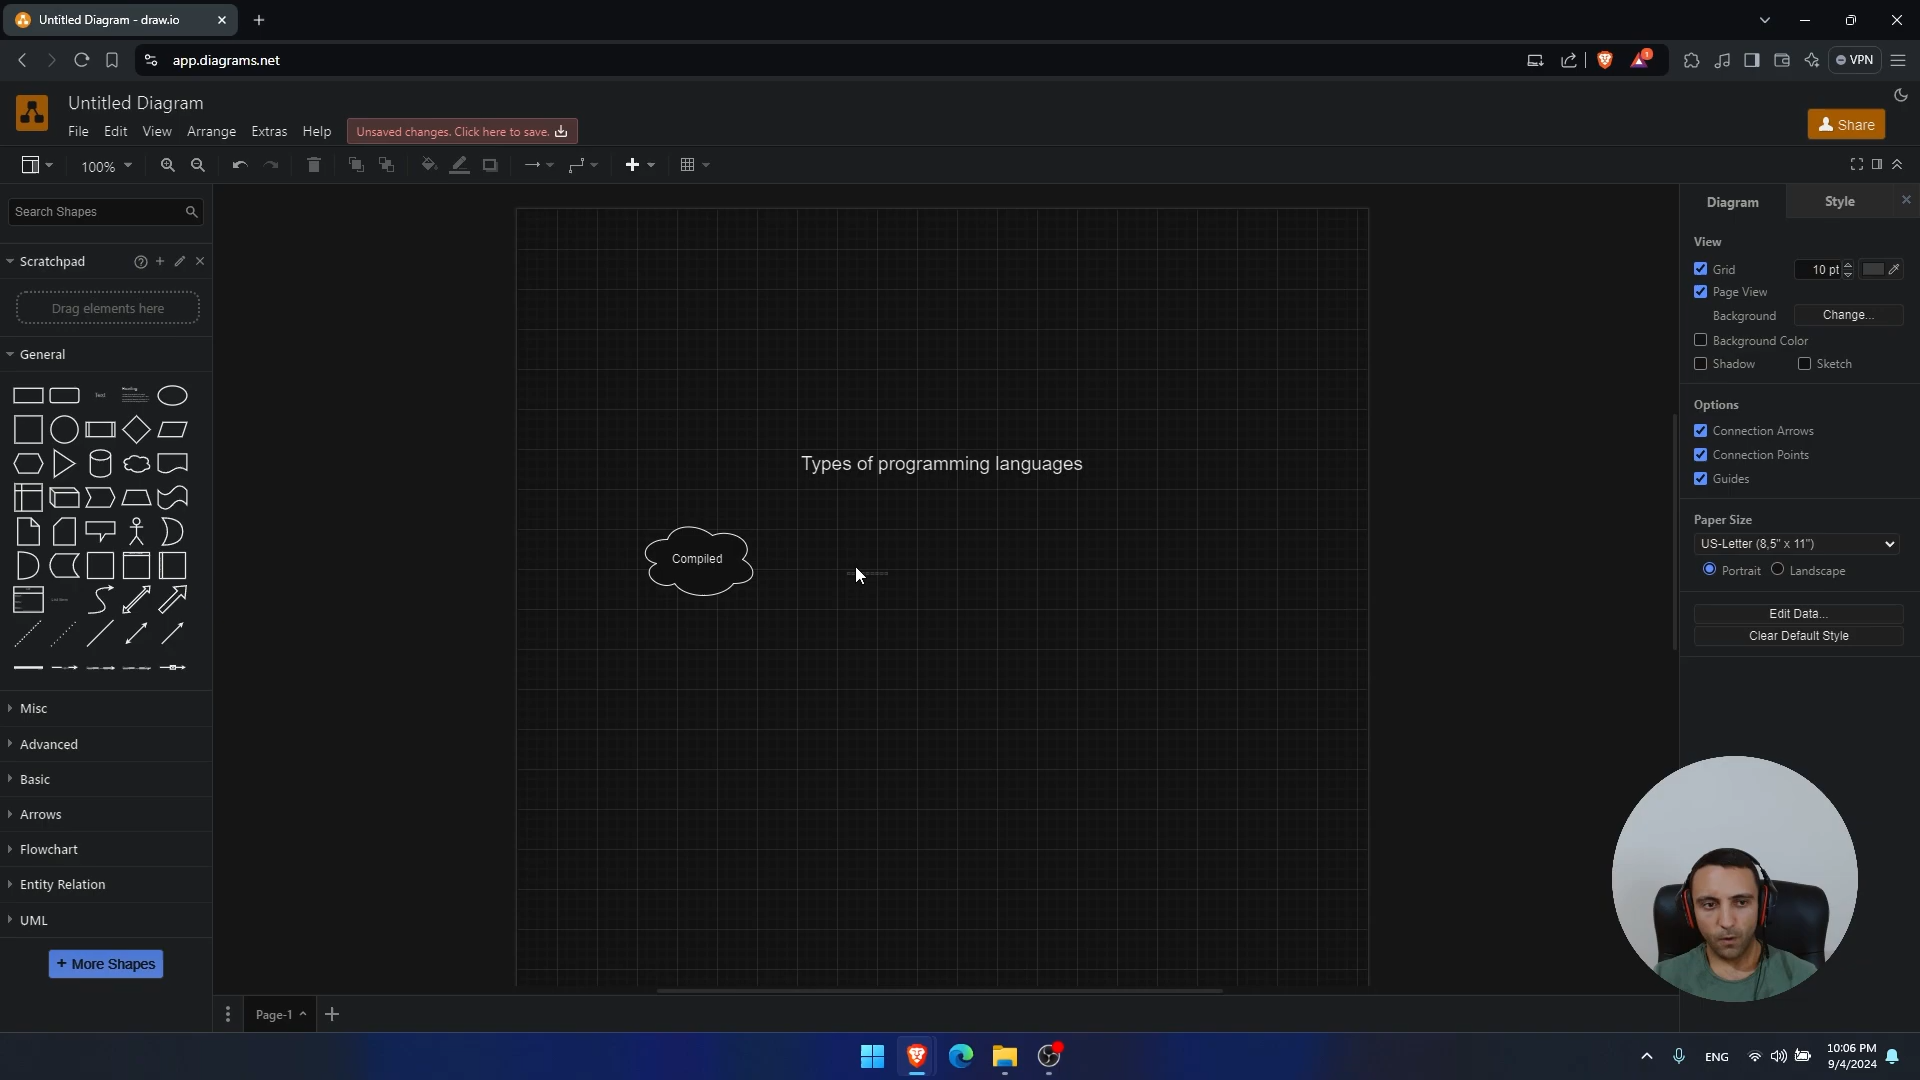 Untitled Diagram - draw.io
app.diagrams.net
1
VPN
Untitled Diagram
File Edit View Arrange Extras Help
Unsaved changes. Click here to save.
Share
100%
Search Shapes
Scratchpad
Drag elements here
General
Text
Heading
Misc
Advanced
Basic
Arrows
Flowchart
Entity Relation
UML
+ More Shapes
Types of programming languages
Compiled
Diagram Style
View
Grid 10 pt
Page View
Background Change...
Background Color
Shadow Sketch
Options
Connection Arrows
Connection Points
Guides
Paper Size
US-Letter (8,5" x 11")
Portrait Landscape
Edit Data...
Clear Default Style
Page-1
ENG
10:06 PM
9/4/2024